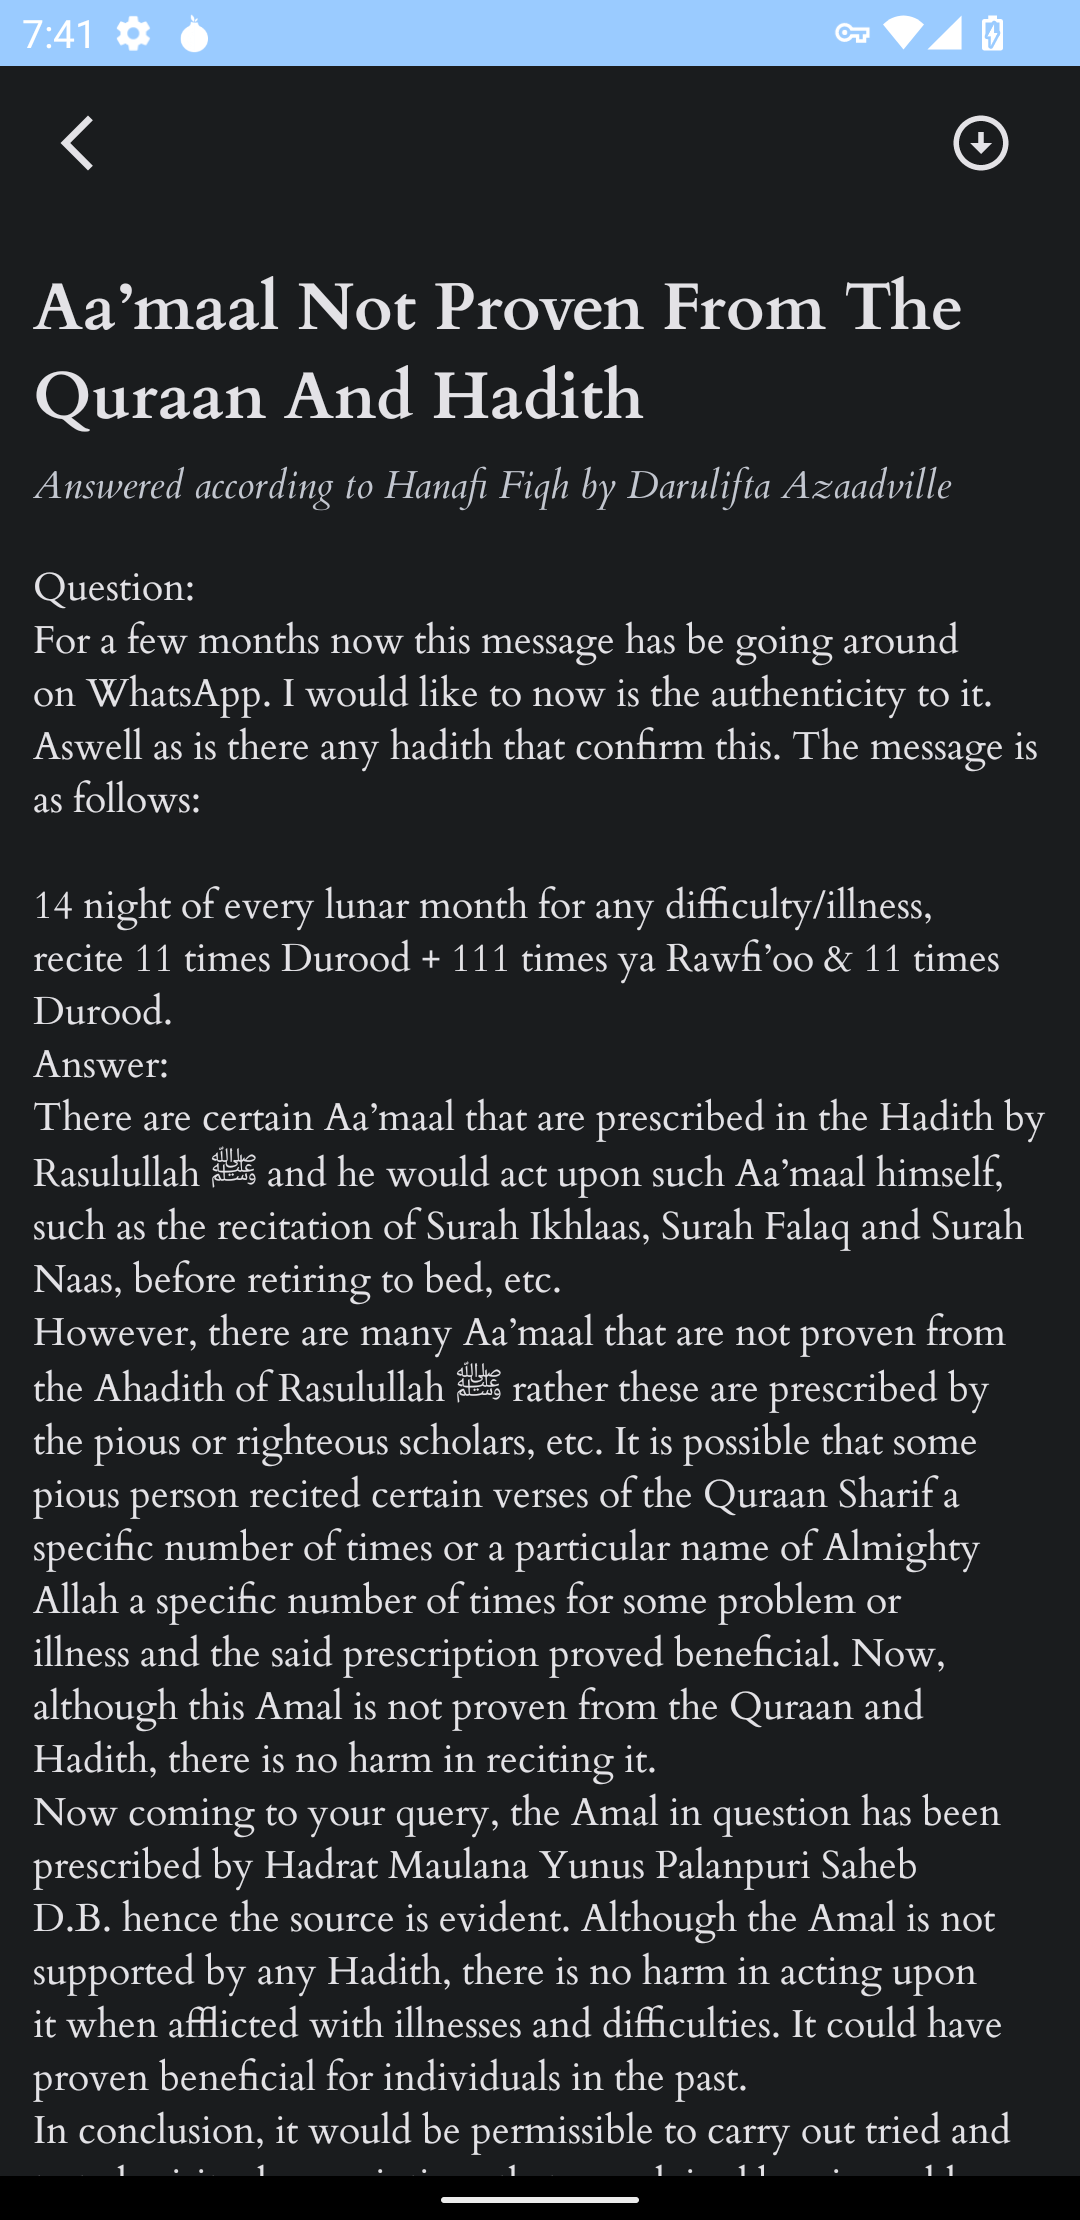 7:41
Aa’maal Not Proven From The
Quraan And Hadith
Answered according to Hanafi Fiqh by Darulifta Azaadville
Question:
For a few months now this message has be going around
on WhatsApp. I would like to now is the authenticity to it.
Aswell as is there any hadith that confirm this. The message is
as follows:
14 night of every lunar month for any difficulty/illness,
recite 11 times Durood + 111 times ya Rawfi’oo & 11 times
Durood.
Answer:
There are certain Aa’maal that are prescribed in the Hadith by
Rasulullah ﷺ and he would act upon such Aa’maal himself,
such as the recitation of Surah Ikhlaas, Surah Falaq and Surah
Naas, before retiring to bed, etc.
However, there are many Aa’maal that are not proven from
the Ahadith of Rasulullah ﷺ rather these are prescribed by
the pious or righteous scholars, etc. It is possible that some
pious person recited certain verses of the Quraan Sharif a
specific number of times or a particular name of Almighty
Allah a specific number of times for some problem or
illness and the said prescription proved beneficial. Now,
although this Amal is not proven from the Quraan and
Hadith, there is no harm in reciting it.
Now coming to your query, the Amal in question has been
prescribed by Hadrat Maulana Yunus Palanpuri Saheb
D.B. hence the source is evident. Although the Amal is not
supported by any Hadith, there is no harm in acting upon
it when afflicted with illnesses and difficulties. It could have
proven beneficial for individuals in the past.
In conclusion, it would be permissible to carry out tried and